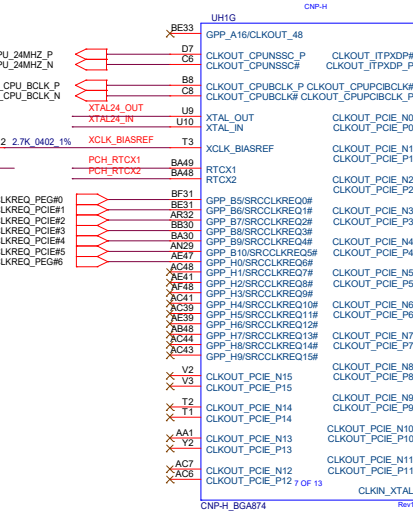 CNP-H
UH1G
BE33 GPP_A16/CLKOUT_48
PU_24MHZ_P D7 CLKOUT_CPUNSSC_P CLKOUT_ITPXDP#
PU_24MHZ_N C6 CLKOUT_CPUNSSC# CLKOUT_ITPXDP_P
_CPU_BCLK_P B8 CLKOUT_CPUBCLK_P CLKOUT_CPUPCIBCLK#
_CPU_BCLK_N C8 CLKOUT_CPUBCLK# CLKOUT_CPUPCIBCLK_P
XTAL24_OUT U9 XTAL_OUT CLKOUT_PCIE_N0
XTAL24_IN U10 XTAL_IN CLKOUT_PCIE_P0
2 2.7K_0402_1% XCLK_BIASREF T3 XCLK_BIASREF CLKOUT_PCIE_N1
CLKOUT_PCIE_P1
PCH_RTCX1 BA49 RTCX1
PCH_RTCX2 BA48 RTCX2 CLKOUT_PCIE_N2
CLKOUT_PCIE_P2
LKREQ_PEG#0 BF31 GPP_B5/SRCCLKREQ0#
LKREQ_PCIE#1 BE31 GPP_B6/SRCCLKREQ1# CLKOUT_PCIE_N3
LKREQ_PCIE#2 AR32 GPP_B7/SRCCLKREQ2# CLKOUT_PCIE_P3
LKREQ_PCIE#3 BB30 GPP_B8/SRCCLKREQ3#
LKREQ_PCIE#4 BA30 GPP_B9/SRCCLKREQ4# CLKOUT_PCIE_N4
LKREQ_PCIE#5 AN29 GPP_B10/SRCCLKREQ5# CLKOUT_PCIE_P4
LKREQ_PEG#6 AE47 GPP_H0/SRCCLKREQ6#
AC48 GPP_H1/SRCCLKREQ7# CLKOUT_PCIE_N5
AE41 GPP_H2/SRCCLKREQ8# CLKOUT_PCIE_P5
AF48 GPP_H3/SRCCLKREQ9#
AC41 GPP_H4/SRCCLKREQ10# CLKOUT_PCIE_N6
AC39 GPP_H5/SRCCLKREQ11# CLKOUT_PCIE_P6
AE39 GPP_H6/SRCCLKREQ12#
AB48 GPP_H7/SRCCLKREQ13# CLKOUT_PCIE_N7
AC44 GPP_H8/SRCCLKREQ14# CLKOUT_PCIE_P7
AC43 GPP_H9/SRCCLKREQ15#
CLKOUT_PCIE_N8
V2 CLKOUT_PCIE_N15 CLKOUT_PCIE_P8
V3 CLKOUT_PCIE_P15
CLKOUT_PCIE_N9
T2 CLKOUT_PCIE_N14 CLKOUT_PCIE_P9
T1 CLKOUT_PCIE_P14
CLKOUT_PCIE_N10
AA1 CLKOUT_PCIE_N13 CLKOUT_PCIE_P10
Y2 CLKOUT_PCIE_P13
CLKOUT_PCIE_N11
AC7 CLKOUT_PCIE_N12 CLKOUT_PCIE_P11
AC6 CLKOUT_PCIE_P12 7 OF 13
CLKIN_XTAL
CNP-H_BGA874 Rev1